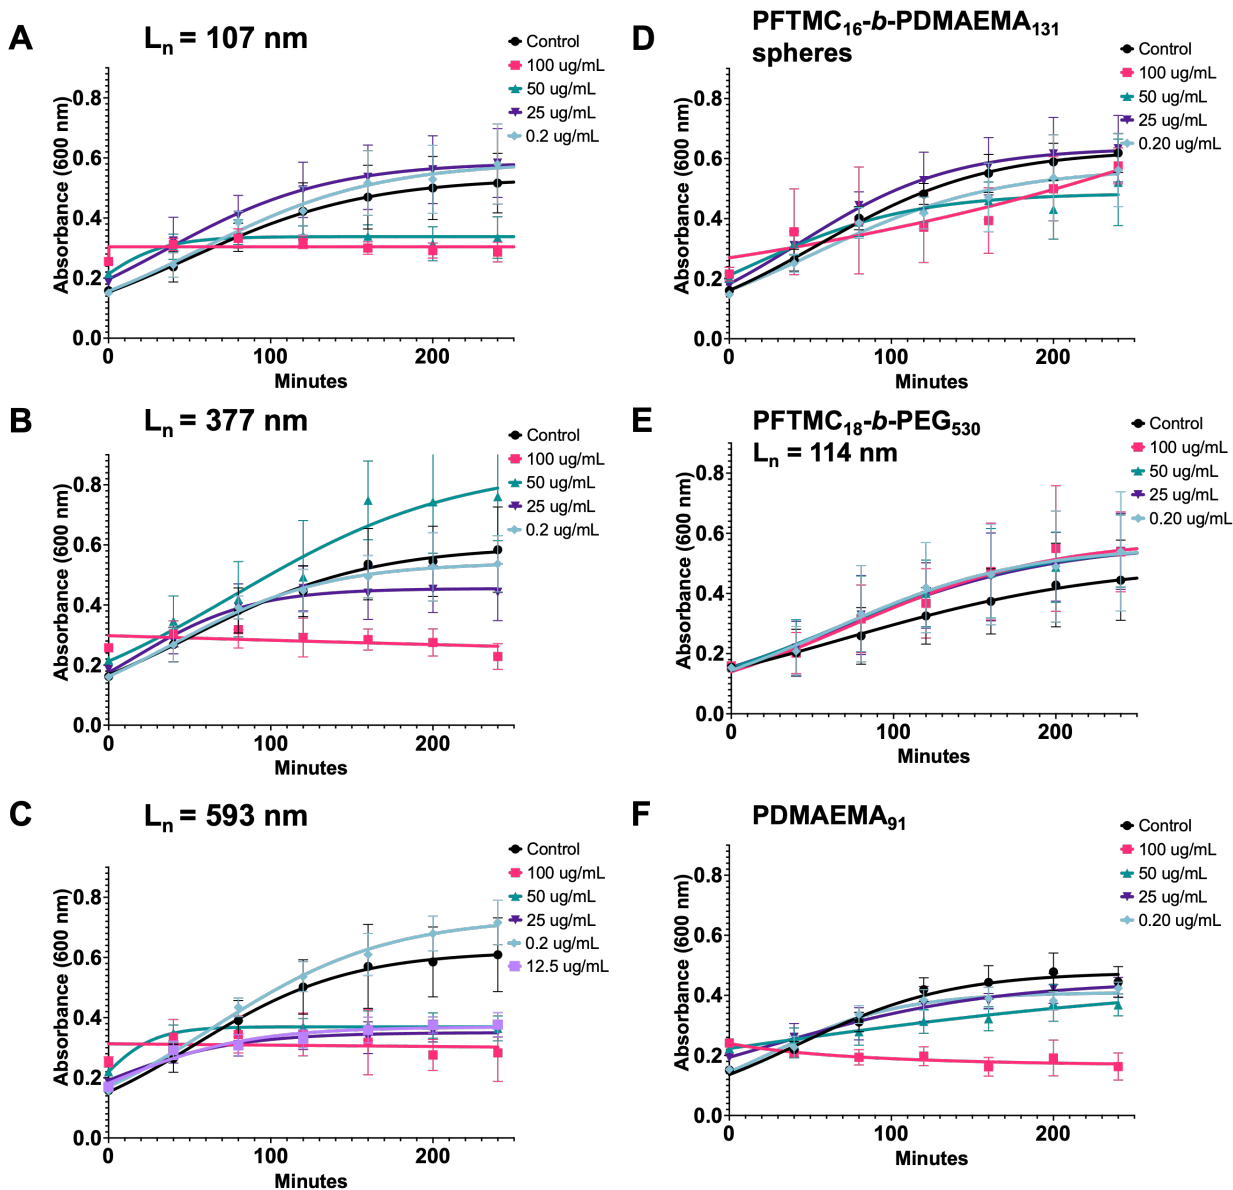 A
Lₙ = 107 nm
Absorbance (600 nm)
0.8
0.6
0.4
0.2
0.0
0
100
200
Minutes
Control
100 ug/mL
50 ug/mL
25 ug/mL
0.2 ug/mL
B
Lₙ = 377 nm
Absorbance (600 nm)
0.8
0.6
0.4
0.2
0.0
0
100
200
Minutes
Control
100 ug/mL
50 ug/mL
25 ug/mL
0.2 ug/mL
C
Lₙ = 593 nm
Absorbance (600 nm)
0.8
0.6
0.4
0.2
0.0
0
100
200
Minutes
Control
100 ug/mL
50 ug/mL
25 ug/mL
0.2 ug/mL
12.5 ug/mL
D
PFTMC₁₆-b-PDMAEMA₁₃₁
spheres
Absorbance (600 nm)
0.8
0.6
0.4
0.2
0.0
0
100
200
Minutes
Control
100 ug/mL
50 ug/mL
25 ug/mL
0.20 ug/mL
E
PFTMC₁₈-b-PEG₅₃₀
Lₙ = 114 nm
Absorbance (600 nm)
0.8
0.6
0.4
0.2
0.0
0
100
200
Minutes
Control
100 ug/mL
50 ug/mL
25 ug/mL
0.20 ug/mL
F
PDMAEMA₉₁
Absorbance (600 nm)
0.8
0.6
0.4
0.2
0.0
0
100
200
Minutes
Control
100 ug/mL
50 ug/mL
25 ug/mL
0.20 ug/mL